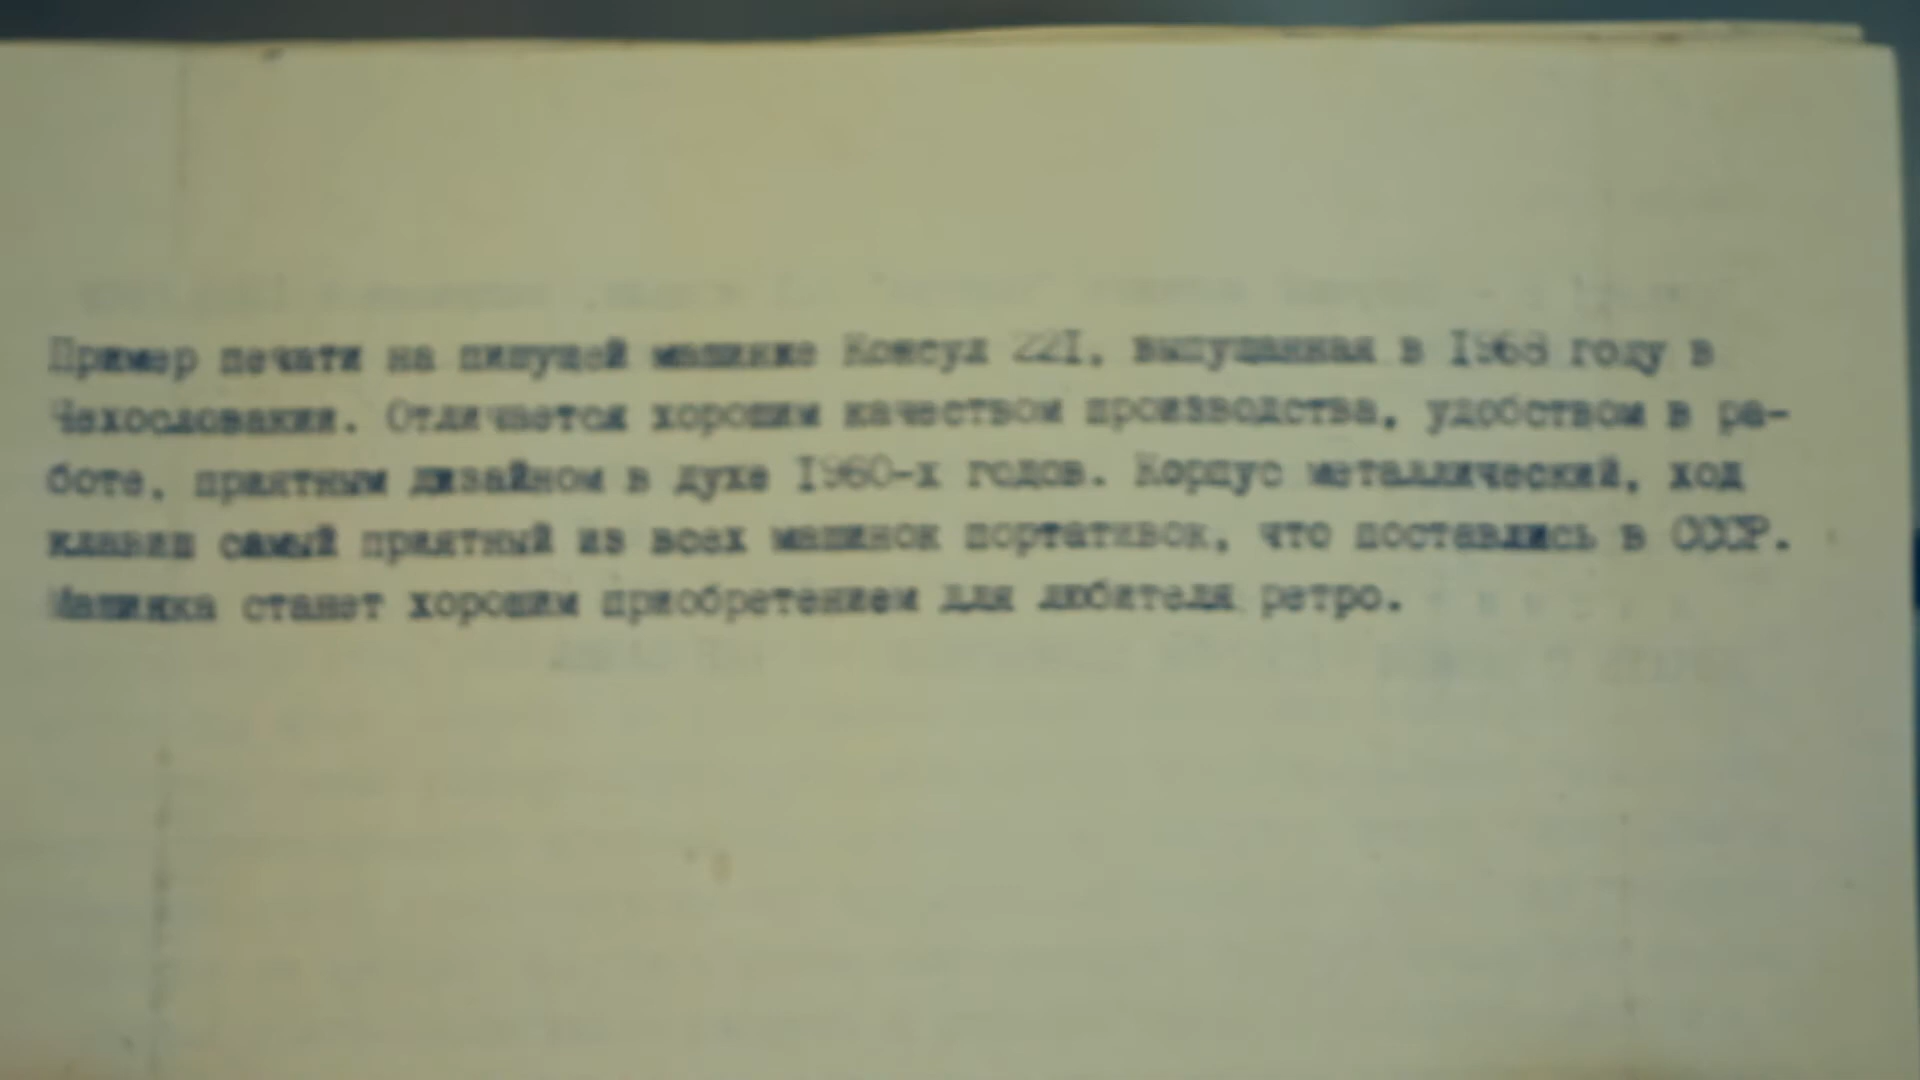 Пример печати на пишущей машинке Консул 221, выпущенная в 1968 году в
Чехословакии. Отличается хорошим качеством производства, удобством в ра-
боте, приятным дизайном в духе 1960-х годов. Корпус металлический, ход
клавиш самый приятный из всех машинок портативок, что поставлись в СССР.
Машинка станет хорошим приобретением для любителя ретро.